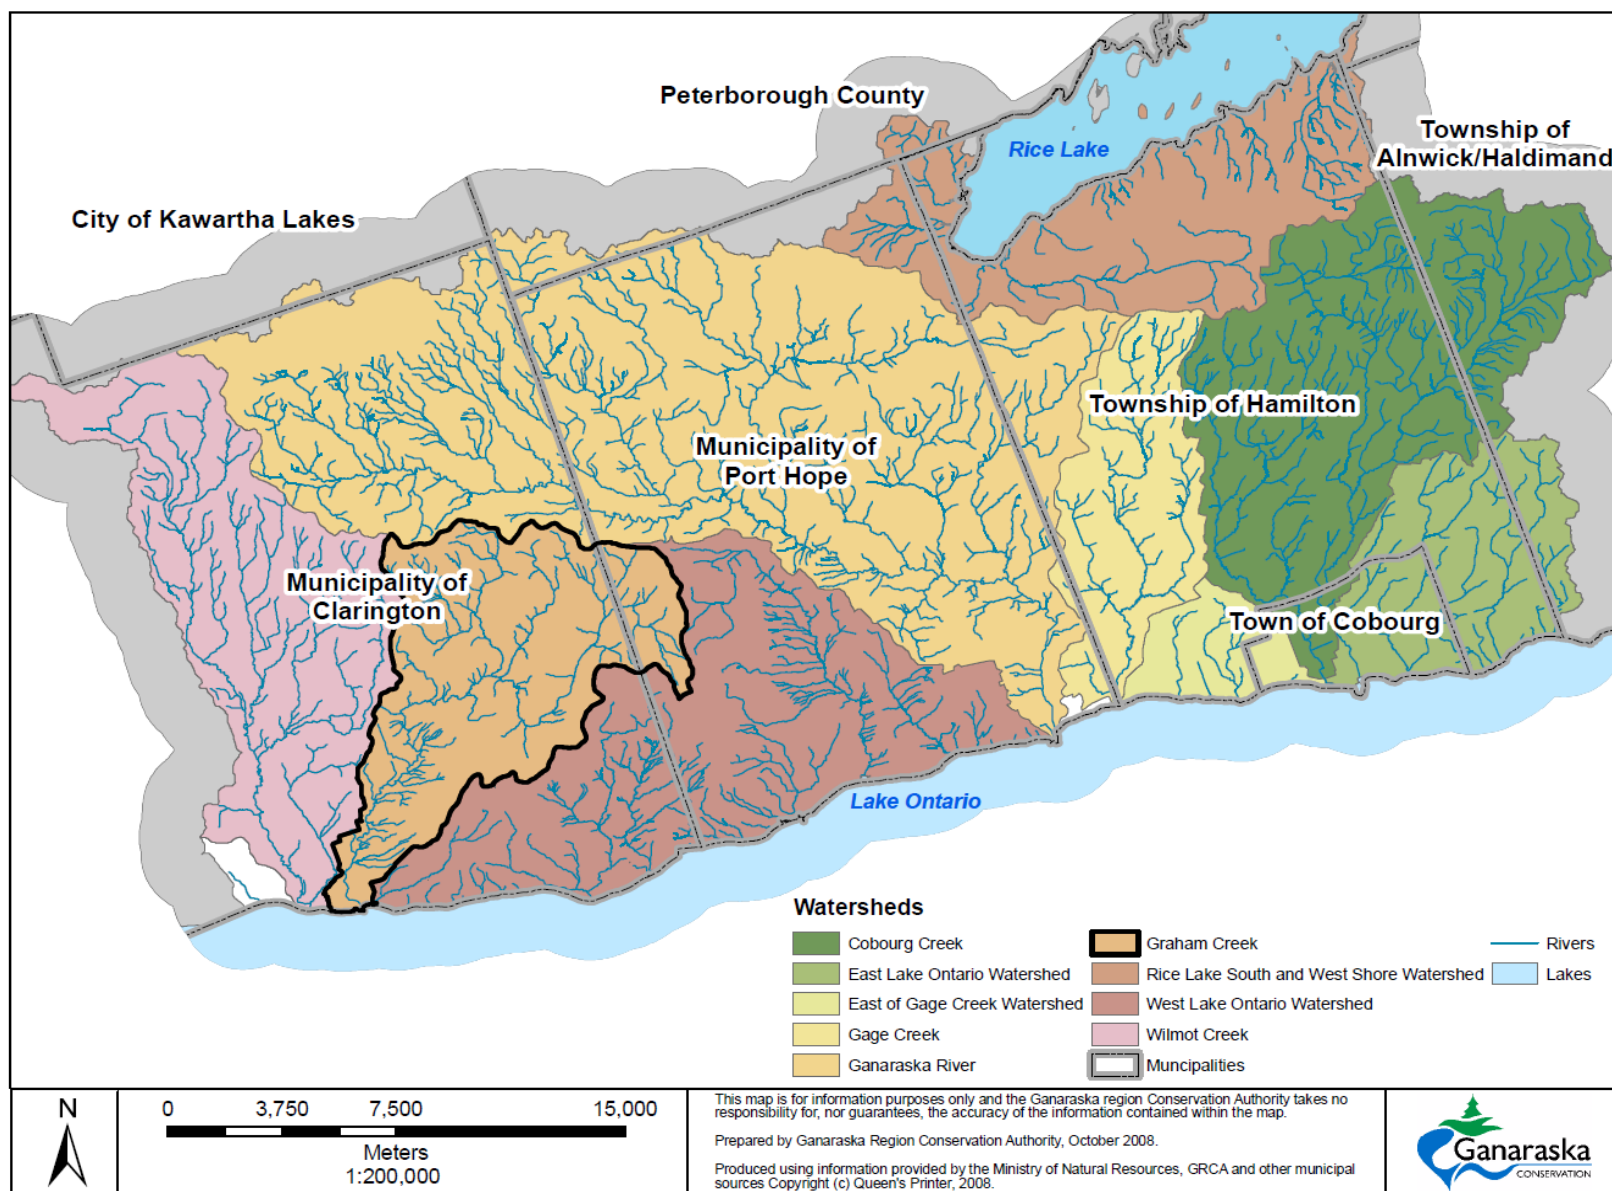 Peterborough County
Township of
Alnwick/Haldimand
Rice Lake
City of Kawartha Lakes
Township of Hamilton
Municipality of
Port Hope
Municipality of
Clarington
Town of Cobourg
Lake Ontario
Watersheds
Cobourg Creek
East Lake Ontario Watershed
East of Gage Creek Watershed
Gage Creek
Ganaraska River
Graham Creek
Rice Lake South and West Shore Watershed
West Lake Ontario Watershed
Wilmot Creek
Muncipalities
Rivers
Lakes
N
0 3,750 7,500 15,000
Meters
1:200,000
This map is for information purposes only and the Ganaraska region Conservation Authority takes no
responsibility for, nor guarantees, the accuracy of the information contained within the map.
Prepared by Ganaraska Region Conservation Authority, October 2008.
Produced using information provided by the Ministry of Natural Resources, GRCA and other municipal
sources Copyright (c) Queen's Printer, 2008.
Ganaraska
CONSERVATION